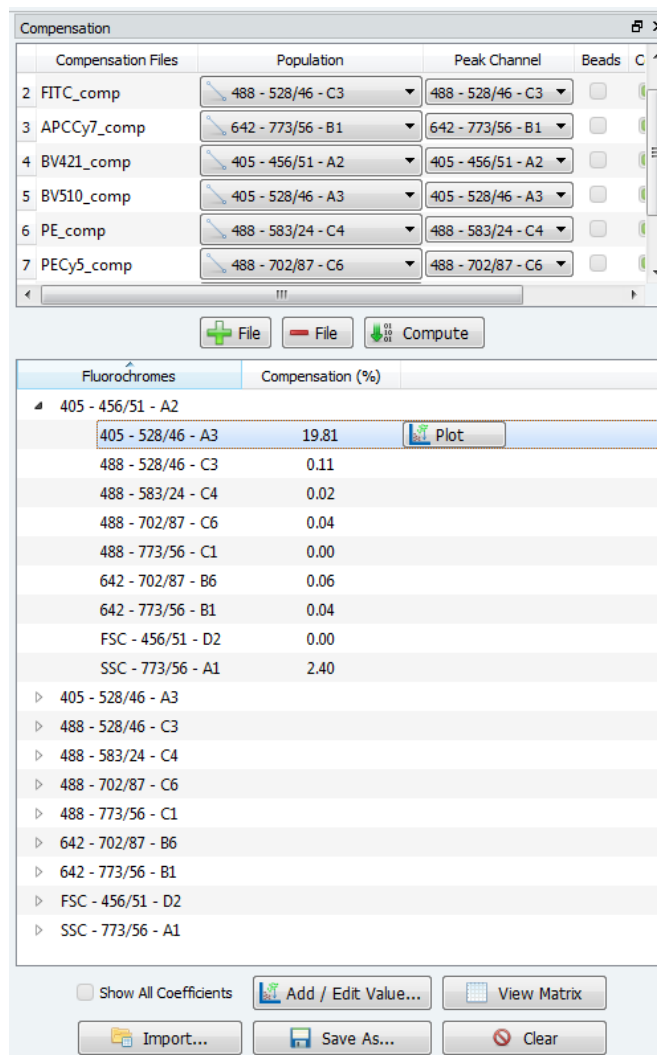 Compensation
Compensation Files Population Peak Channel Beads C
2 FITC_comp 488 - 528/46 - C3 488 - 528/46 - C3
3 APCCy7_comp 642 - 773/56 - B1 642 - 773/56 - B1
4 BV421_comp 405 - 456/51 - A2 405 - 456/51 - A2
5 BV510_comp 405 - 528/46 - A3 405 - 528/46 - A3
6 PE_comp 488 - 583/24 - C4 488 - 583/24 - C4
7 PECy5_comp 488 - 702/87 - C6 488 - 702/87 - C6
File File Compute
Fluorochromes Compensation (%)
405 - 456/51 - A2
405 - 528/46 - A3 19.81 Plot
488 - 528/46 - C3 0.11
488 - 583/24 - C4 0.02
488 - 702/87 - C6 0.04
488 - 773/56 - C1 0.00
642 - 702/87 - B6 0.06
642 - 773/56 - B1 0.04
FSC - 456/51 - D2 0.00
SSC - 773/56 - A1 2.40
405 - 528/46 - A3
488 - 528/46 - C3
488 - 583/24 - C4
488 - 702/87 - C6
488 - 773/56 - C1
642 - 702/87 - B6
642 - 773/56 - B1
FSC - 456/51 - D2
SSC - 773/56 - A1
Show All Coefficients Add / Edit Value... View Matrix
Import... Save As... Clear